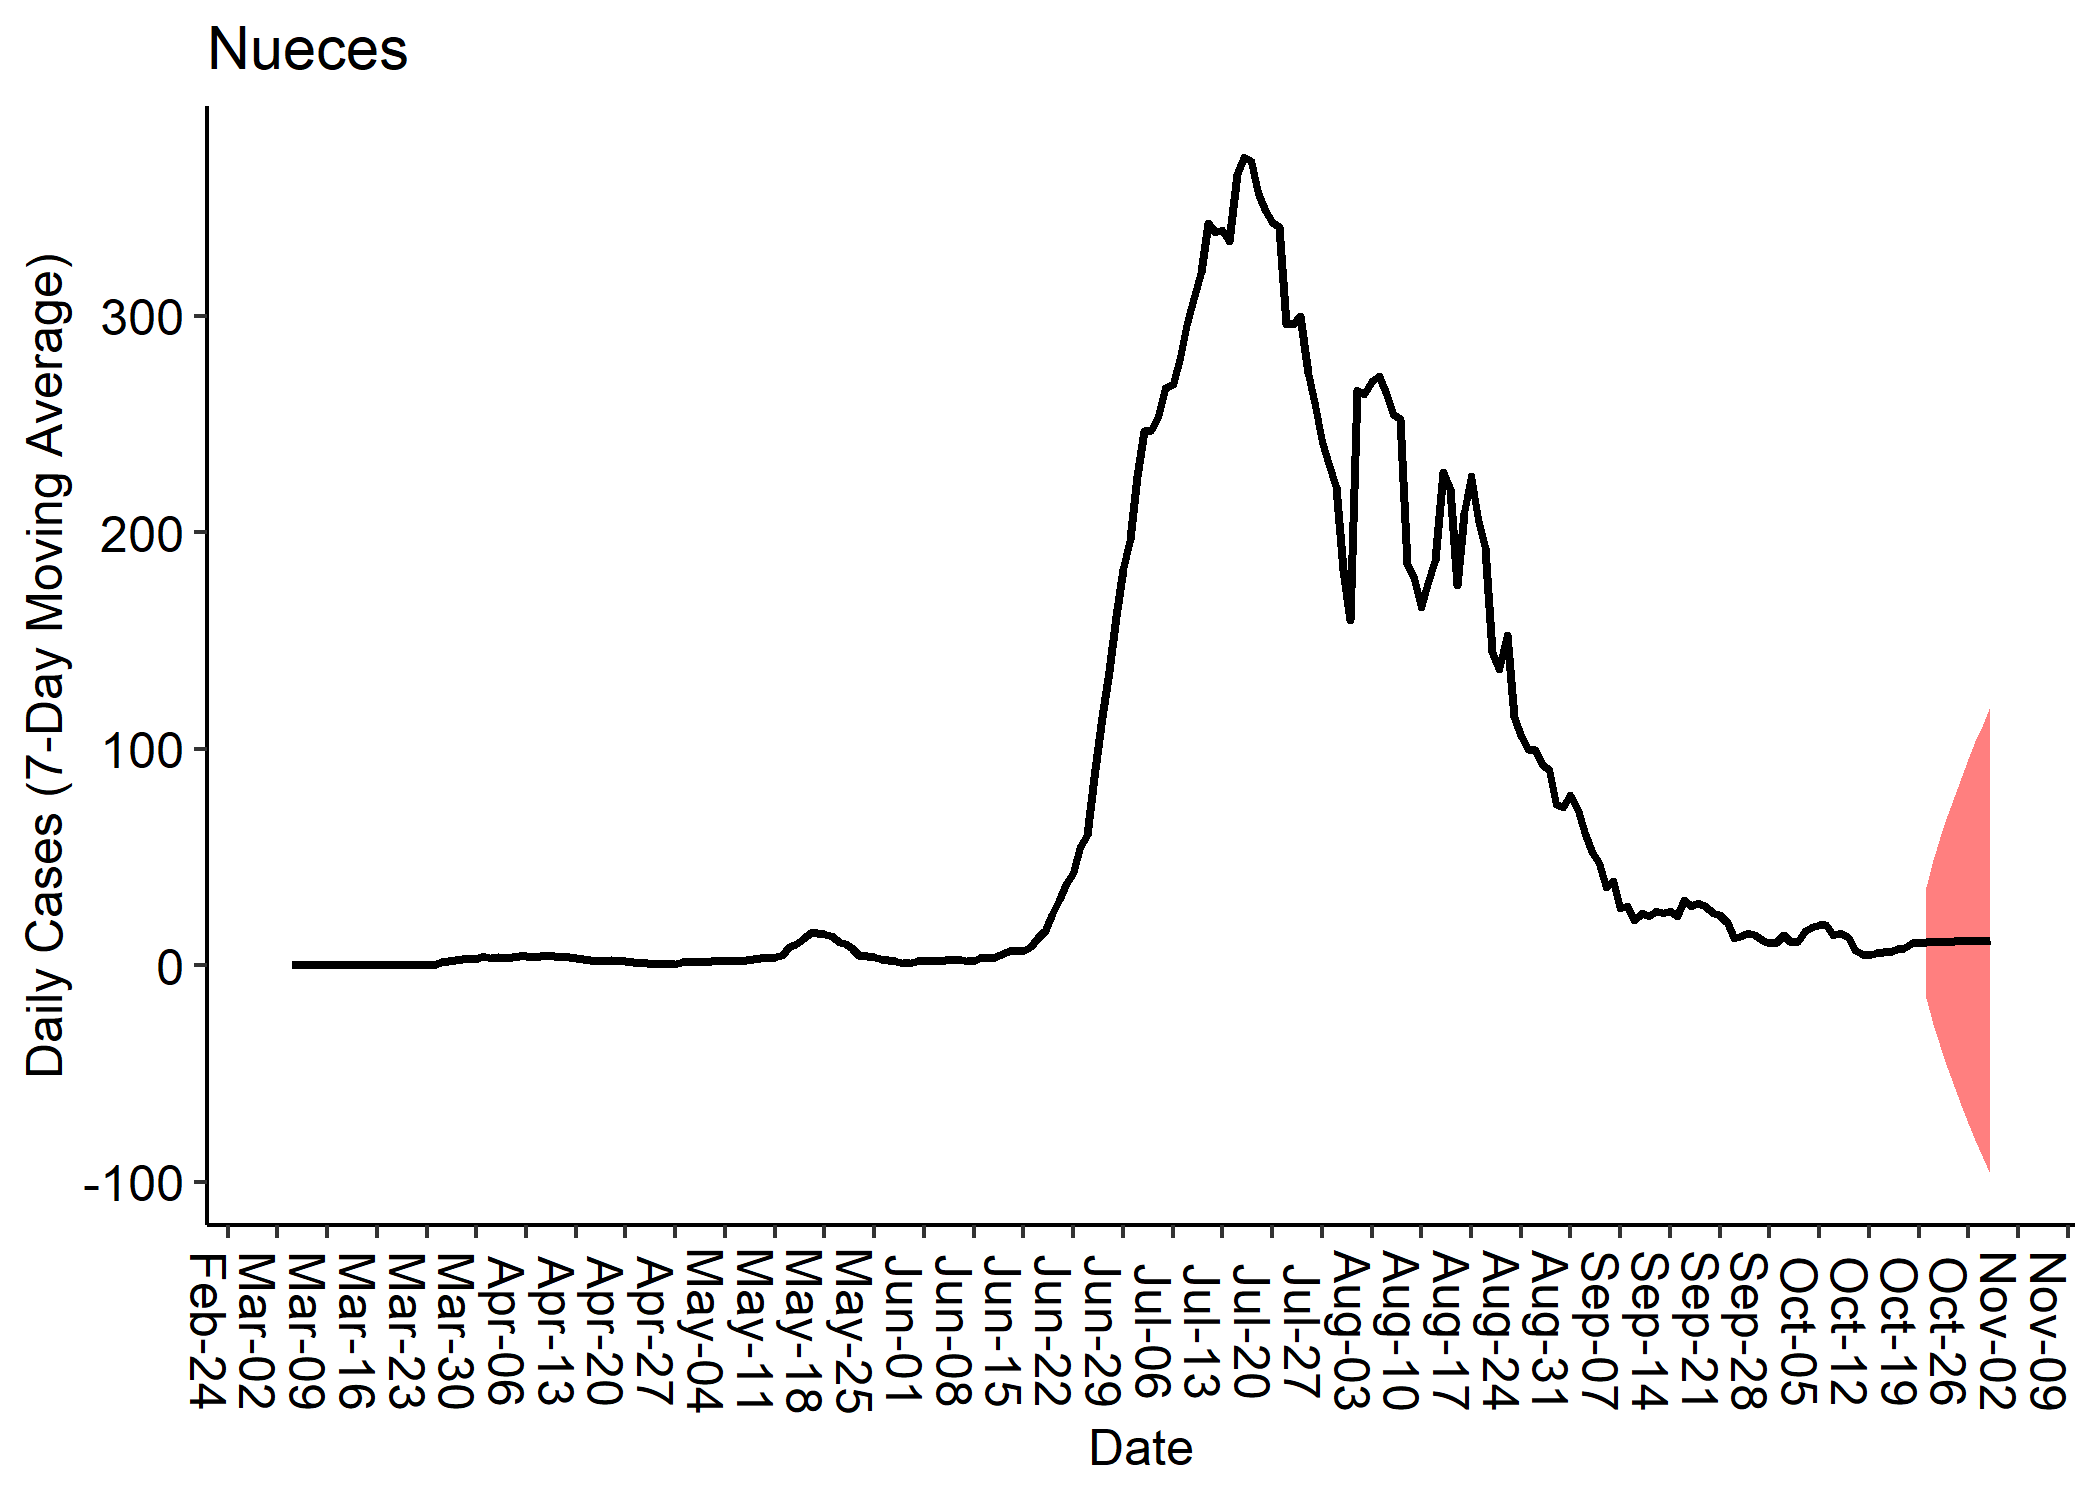 Nueces
Daily Cases (7-Day Moving Average)
300
200
100
0
-100
Feb-24
Mar-02
Mar-09
Mar-16
Mar-23
Mar-30
Apr-06
Apr-13
Apr-20
Apr-27
May-04
May-11
May-18
May-25
Jun-01
Jun-08
Jun-15
Jun-22
Jun-29
Jul-06
Jul-13
Jul-20
Jul-27
Aug-03
Aug-10
Aug-17
Aug-24
Aug-31
Sep-07
Sep-14
Sep-21
Sep-28
Oct-05
Oct-12
Oct-19
Oct-26
Nov-02
Nov-09
Date